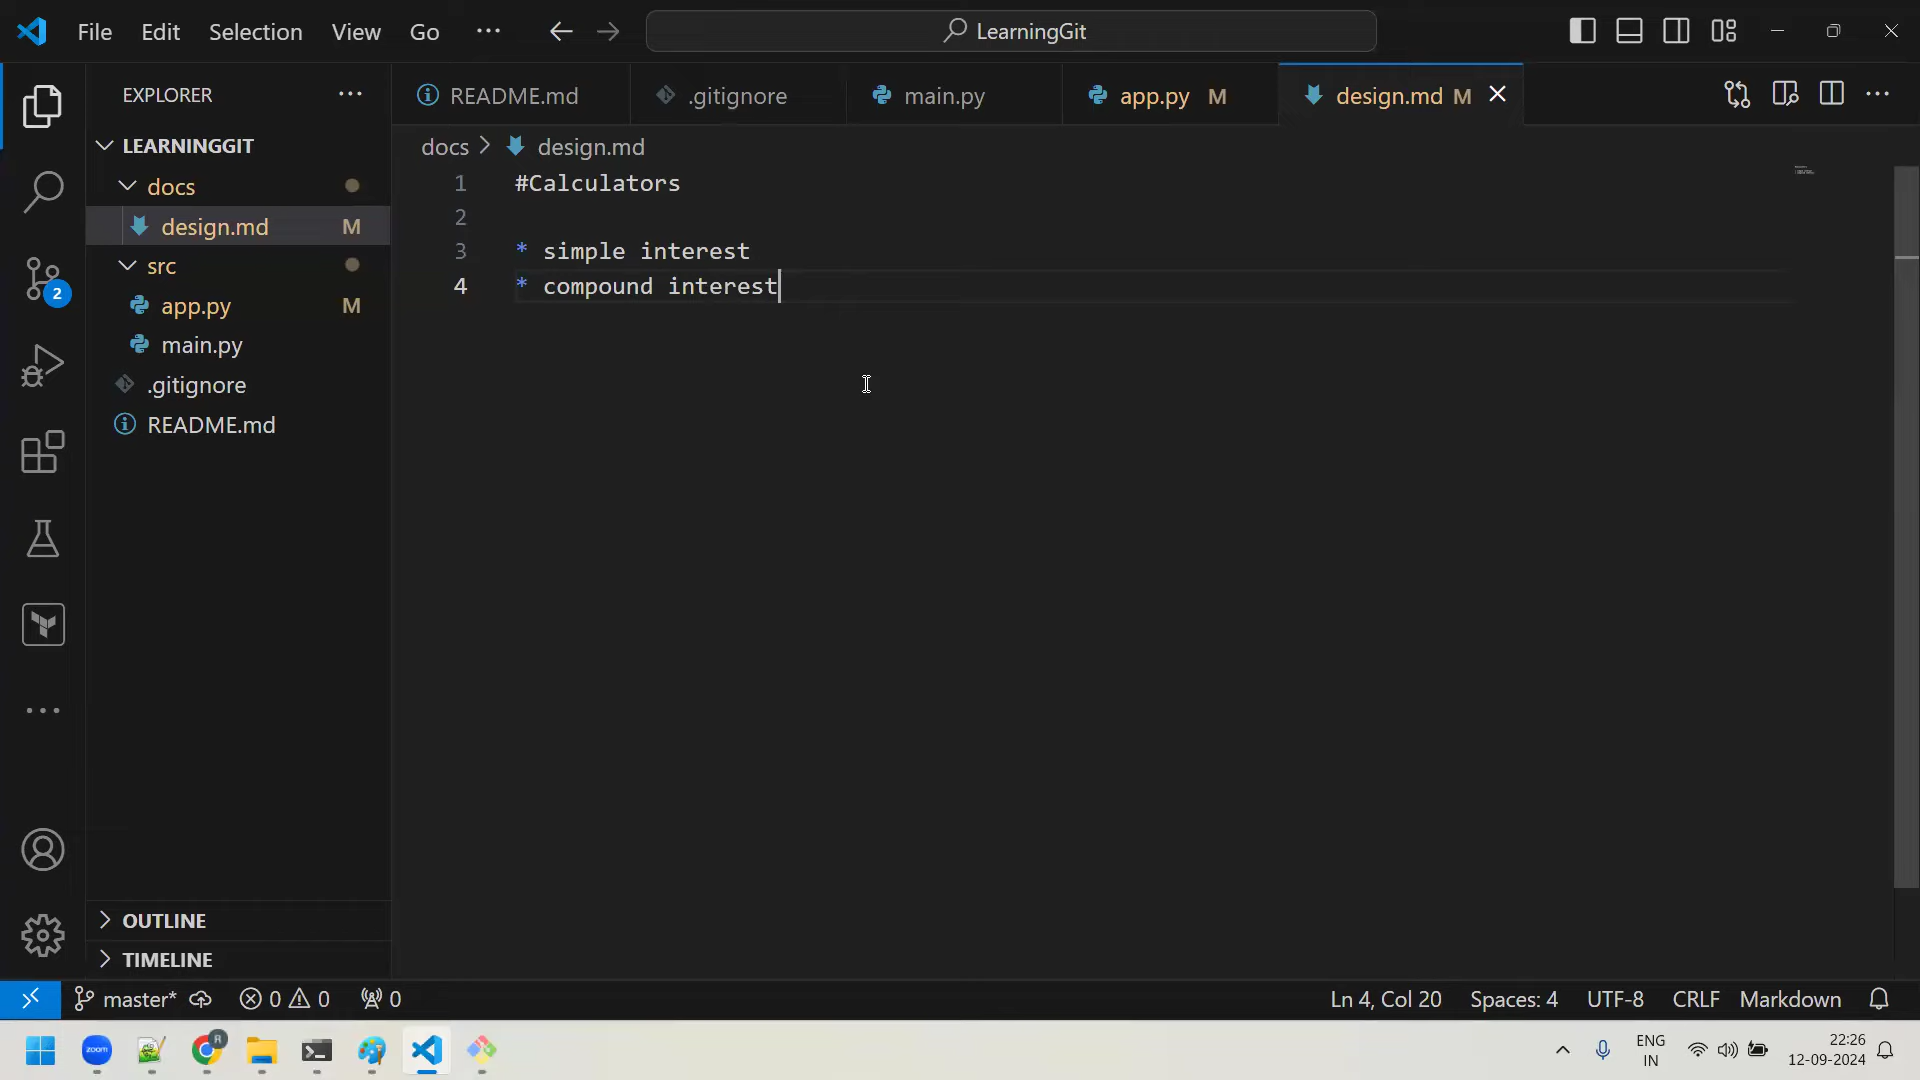 File Edit Selection View Go ··· LearningGit
EXPLORER ···
README.md .gitignore main.py app.py M design.md M
LEARNINGGIT
docs > design.md
docs
design.md M
src
app.py M
main.py
.gitignore
README.md
1 #Calculators
2
3 * simple interest
4 * compound interest
2
OUTLINE
TIMELINE
master* 0 0 0 Ln 4, Col 20 Spaces: 4 UTF-8 CRLF Markdown
zoom
R
ENG
IN
22:26
12-09-2024